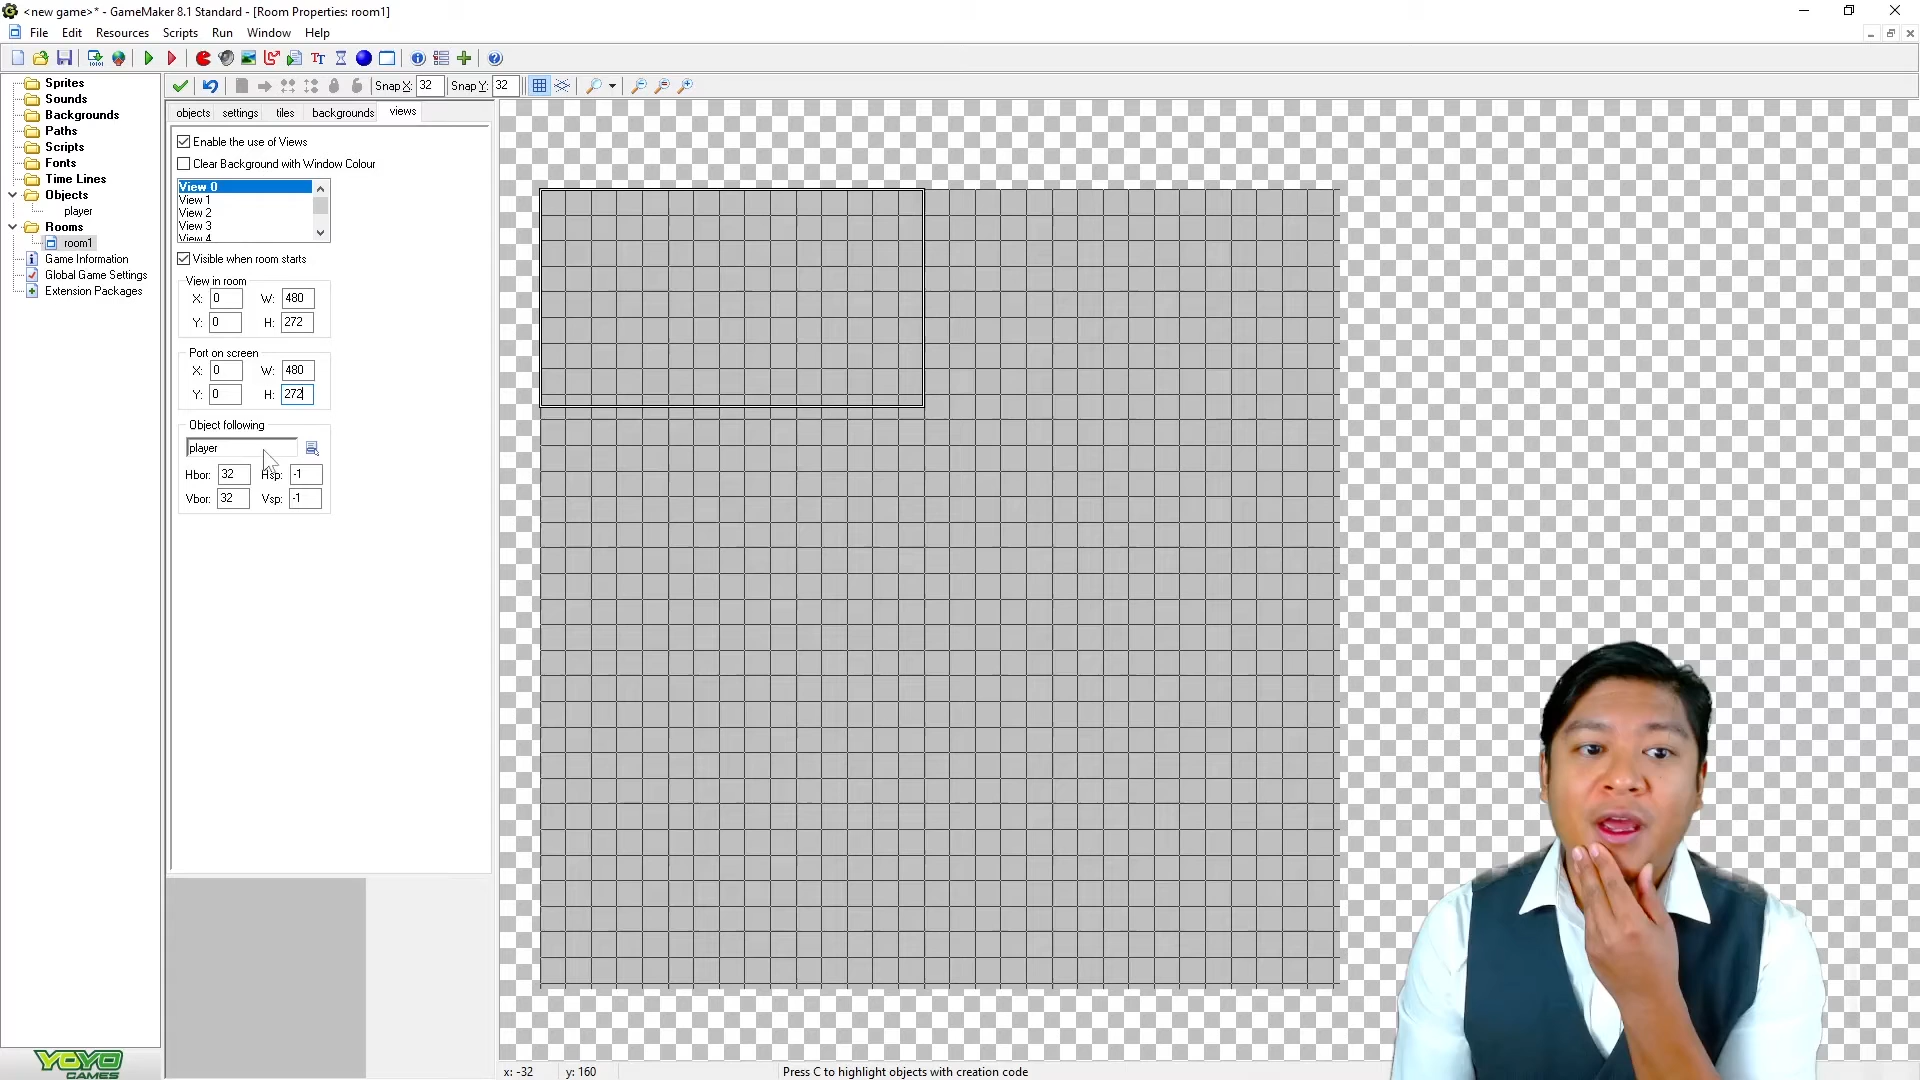 <new game>* - GameMaker 8.1 Standard - [Room Properties: room1]
File Edit Resources Scripts Run Window Help
Snap X: 32 Snap Y: 32
Sprites
Sounds
Backgrounds
Paths
Scripts
Fonts
Time Lines
Objects
player
Rooms
room1
Game Information
Global Game Settings
Extension Packages
objects settings tiles backgrounds views
Enable the use of Views
Clear Background with Window Colour
View 0
View 1
View 2
View 3
View 4
Visible when room starts
View in room
X: 0 W: 480
Y: 0 H: 272
Port on screen
X: 0 W: 480
Y: 0 H: 272
Object following
player
Hbor: 32 Hsp: -1
Vbor: 32 Vsp: -1
YOYO
GAMES
x: -32 y: 160 Press C to highlight objects with creation code